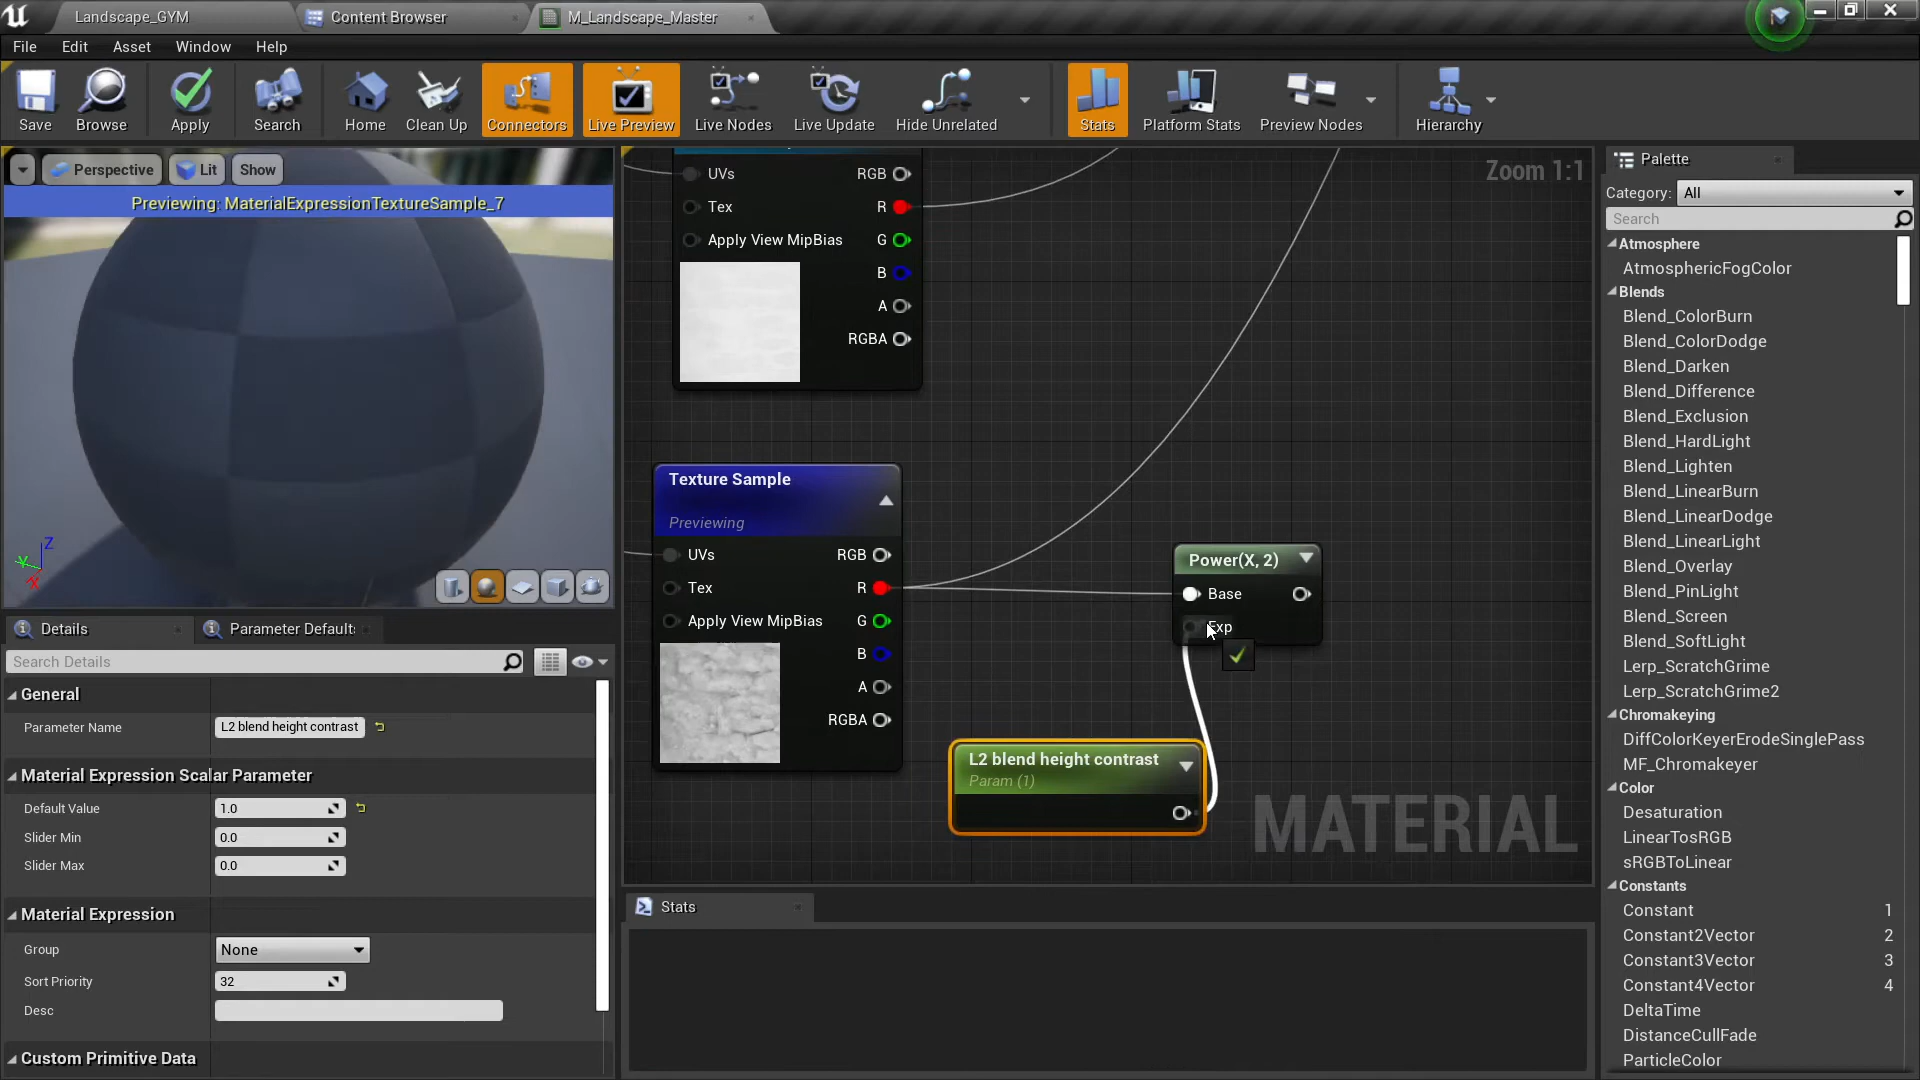 Landscape_GYM
Content Browser
M_Landscape_Master
File
Edit
Asset
Window
Help
Save
Browse
Apply
Search
Home
Clean Up
Connectors
Live Preview
Live Nodes
Live Update
Hide Unrelated
Stats
Platform Stats
Preview Nodes
Hierarchy
Perspective
Lit
Show
Previewing: MaterialExpressionTextureSample_7
Z
Y
X
Zoom 1:1
UVs
RGB
Tex
R
Apply View MipBias
G
B
A
RGBA
Texture Sample
Previewing
UVs
RGB
Tex
R
Apply View MipBias
G
B
A
RGBA
Power(X, 2)
Base
Exp
L2 blend height contrast
Param (1)
MATERIAL
Details
Parameter Default
Search Details
General
Parameter Name
L2 blend height contrast
Material Expression Scalar Parameter
Default Value
1.0
Slider Min
0.0
Slider Max
0.0
Material Expression
Group
None
Sort Priority
32
Desc
Custom Primitive Data
Stats
Palette
Category:
All
Search
Atmosphere
AtmosphericFogColor
Blends
Blend_ColorBurn
Blend_ColorDodge
Blend_Darken
Blend_Difference
Blend_Exclusion
Blend_HardLight
Blend_Lighten
Blend_LinearBurn
Blend_LinearDodge
Blend_LinearLight
Blend_Overlay
Blend_PinLight
Blend_Screen
Blend_SoftLight
Lerp_ScratchGrime
Lerp_ScratchGrime2
Chromakeying
DiffColorKeyerErodeSinglePass
MF_Chromakeyer
Color
Desaturation
LinearTosRGB
sRGBToLinear
Constants
Constant 1
Constant2Vector 2
Constant3Vector 3
Constant4Vector 4
DeltaTime
DistanceCullFade
ParticleColor